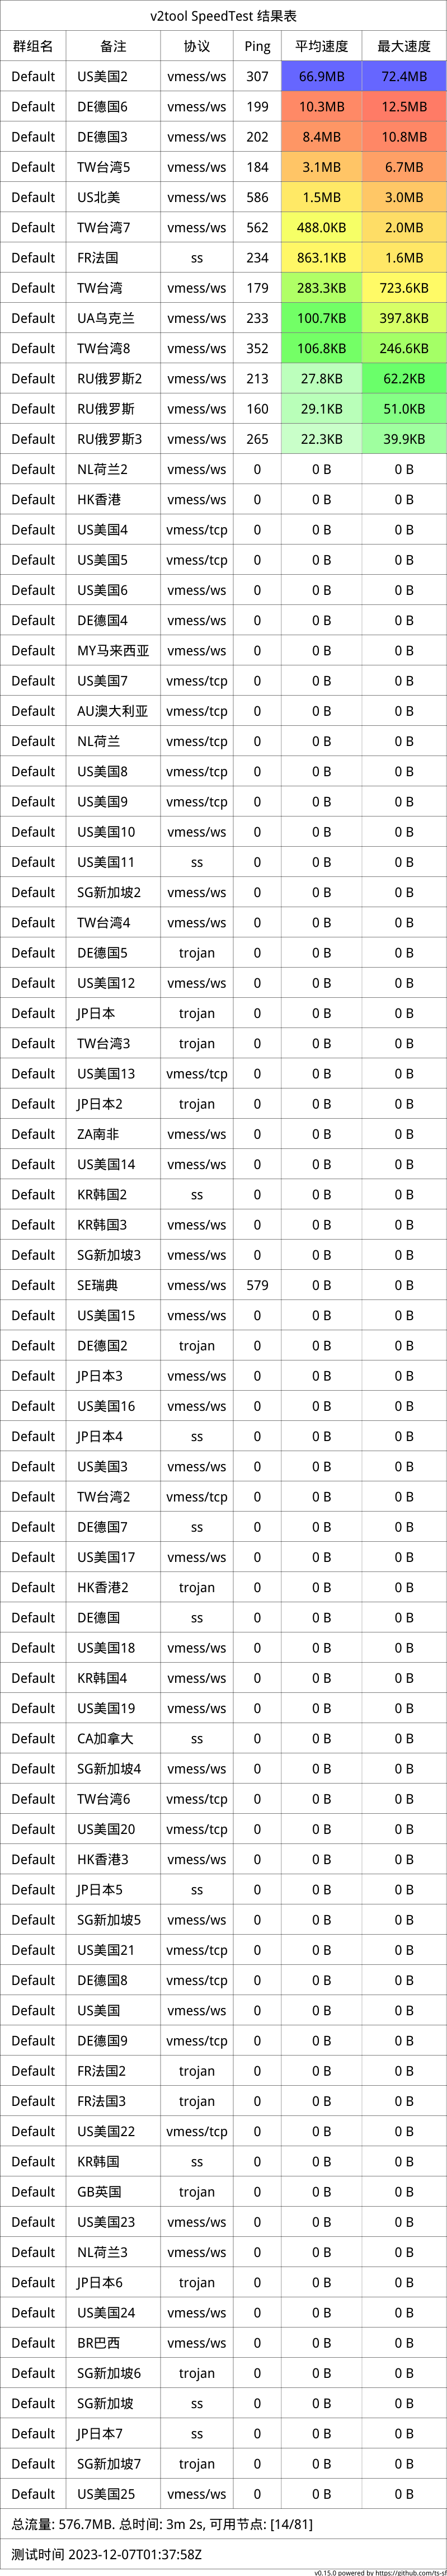 v2tool SpeedTest 结果表
群组名 备注 协议 Ping 平均速度 最大速度
Default US美国2 vmess/ws 307 66.9MB 72.4MB
Default DE德国6 vmess/ws 199 10.3MB 12.5MB
Default DE德国3 vmess/ws 202 8.4MB 10.8MB
Default TW台湾5 vmess/ws 184 3.1MB 6.7MB
Default US北美 vmess/ws 586 1.5MB 3.0MB
Default TW台湾7 vmess/ws 562 488.0KB 2.0MB
Default FR法国 ss 234 863.1KB 1.6MB
Default TW台湾 vmess/ws 179 283.3KB 723.6KB
Default UA乌克兰 vmess/ws 233 100.7KB 397.8KB
Default TW台湾8 vmess/ws 352 106.8KB 246.6KB
Default RU俄罗斯2 vmess/ws 213 27.8KB 62.2KB
Default RU俄罗斯 vmess/ws 160 29.1KB 51.0KB
Default RU俄罗斯3 vmess/ws 265 22.3KB 39.9KB
Default NL荷兰2 vmess/ws 0 0 B 0 B
Default HK香港 vmess/ws 0 0 B 0 B
Default US美国4 vmess/tcp 0 0 B 0 B
Default US美国5 vmess/tcp 0 0 B 0 B
Default US美国6 vmess/ws 0 0 B 0 B
Default DE德国4 vmess/ws 0 0 B 0 B
Default MY马来西亚 vmess/ws 0 0 B 0 B
Default US美国7 vmess/tcp 0 0 B 0 B
Default AU澳大利亚 vmess/tcp 0 0 B 0 B
Default NL荷兰 vmess/tcp 0 0 B 0 B
Default US美国8 vmess/tcp 0 0 B 0 B
Default US美国9 vmess/tcp 0 0 B 0 B
Default US美国10 vmess/ws 0 0 B 0 B
Default US美国11 ss 0 0 B 0 B
Default SG新加坡2 vmess/ws 0 0 B 0 B
Default TW台湾4 vmess/ws 0 0 B 0 B
Default DE德国5 trojan 0 0 B 0 B
Default US美国12 vmess/ws 0 0 B 0 B
Default JP日本 trojan 0 0 B 0 B
Default TW台湾3 trojan 0 0 B 0 B
Default US美国13 vmess/tcp 0 0 B 0 B
Default JP日本2 trojan 0 0 B 0 B
Default ZA南非 vmess/ws 0 0 B 0 B
Default US美国14 vmess/ws 0 0 B 0 B
Default KR韩国2 ss 0 0 B 0 B
Default KR韩国3 vmess/ws 0 0 B 0 B
Default SG新加坡3 vmess/ws 0 0 B 0 B
Default SE瑞典 vmess/ws 579 0 B 0 B
Default US美国15 vmess/ws 0 0 B 0 B
Default DE德国2 trojan 0 0 B 0 B
Default JP日本3 vmess/ws 0 0 B 0 B
Default US美国16 vmess/ws 0 0 B 0 B
Default JP日本4 ss 0 0 B 0 B
Default US美国3 vmess/ws 0 0 B 0 B
Default TW台湾2 vmess/tcp 0 0 B 0 B
Default DE德国7 ss 0 0 B 0 B
Default US美国17 vmess/ws 0 0 B 0 B
Default HK香港2 trojan 0 0 B 0 B
Default DE德国 ss 0 0 B 0 B
Default US美国18 vmess/ws 0 0 B 0 B
Default KR韩国4 vmess/ws 0 0 B 0 B
Default US美国19 vmess/ws 0 0 B 0 B
Default CA加拿大 ss 0 0 B 0 B
Default SG新加坡4 vmess/ws 0 0 B 0 B
Default TW台湾6 vmess/tcp 0 0 B 0 B
Default US美国20 vmess/tcp 0 0 B 0 B
Default HK香港3 vmess/ws 0 0 B 0 B
Default JP日本5 ss 0 0 B 0 B
Default SG新加坡5 vmess/ws 0 0 B 0 B
Default US美国21 vmess/tcp 0 0 B 0 B
Default DE德国8 vmess/tcp 0 0 B 0 B
Default US美国 vmess/ws 0 0 B 0 B
Default DE德国9 vmess/tcp 0 0 B 0 B
Default FR法国2 trojan 0 0 B 0 B
Default FR法国3 trojan 0 0 B 0 B
Default US美国22 vmess/tcp 0 0 B 0 B
Default KR韩国 ss 0 0 B 0 B
Default GB英国 trojan 0 0 B 0 B
Default US美国23 vmess/ws 0 0 B 0 B
Default NL荷兰3 vmess/ws 0 0 B 0 B
Default JP日本6 trojan 0 0 B 0 B
Default US美国24 vmess/ws 0 0 B 0 B
Default BR巴西 vmess/ws 0 0 B 0 B
Default SG新加坡6 trojan 0 0 B 0 B
Default SG新加坡 ss 0 0 B 0 B
Default JP日本7 ss 0 0 B 0 B
Default SG新加坡7 trojan 0 0 B 0 B
Default US美国25 vmess/ws 0 0 B 0 B
总流量: 576.7MB. 总时间: 3m 2s, 可用节点: [14/81]
测试时间 2023-12-07T01:37:58Z
v0.15.0 powered by https://github.com/ts-sf